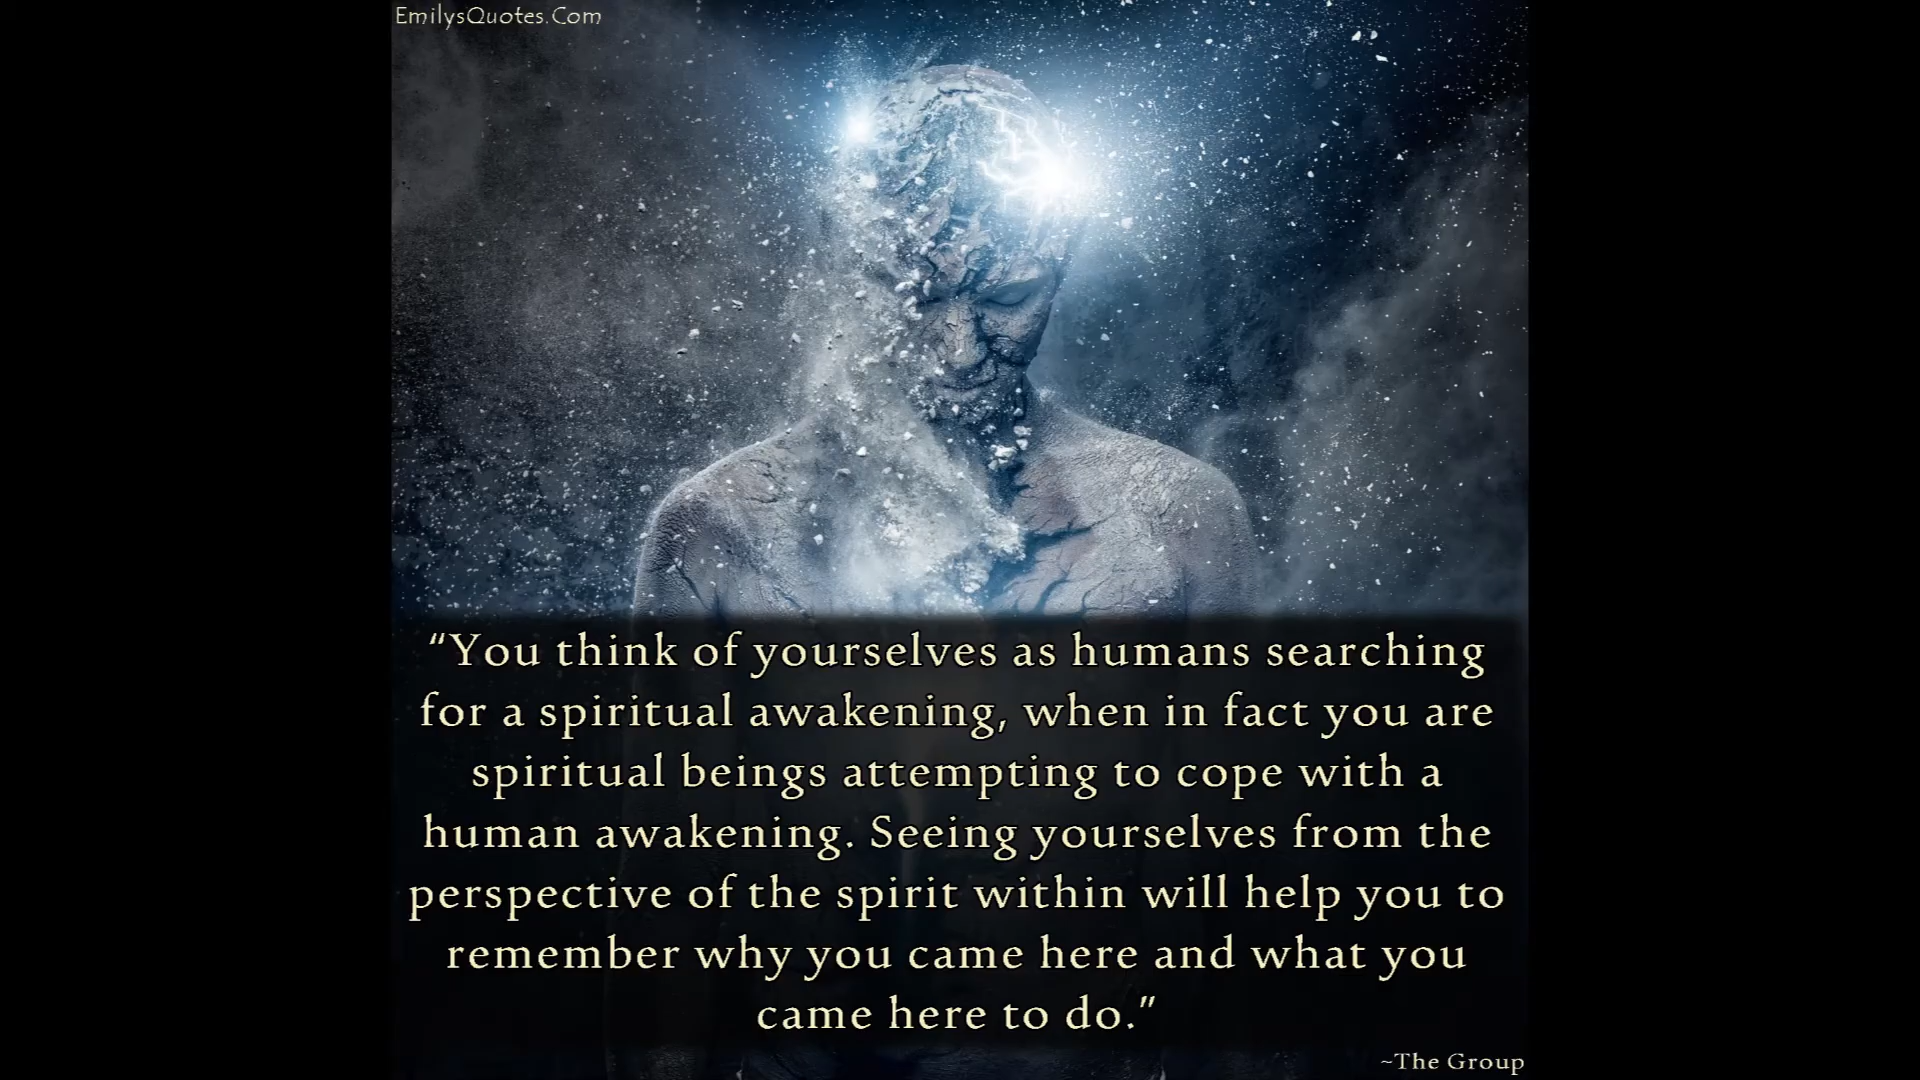 EmilysQuotes.Com
“You think of yourselves as humans searching
for a spiritual awakening, when in fact you are
spiritual beings attempting to cope with a
human awakening. Seeing yourselves from the
perspective of the spirit within will help you to
remember why you came here and what you
came here to do.”
~The Group